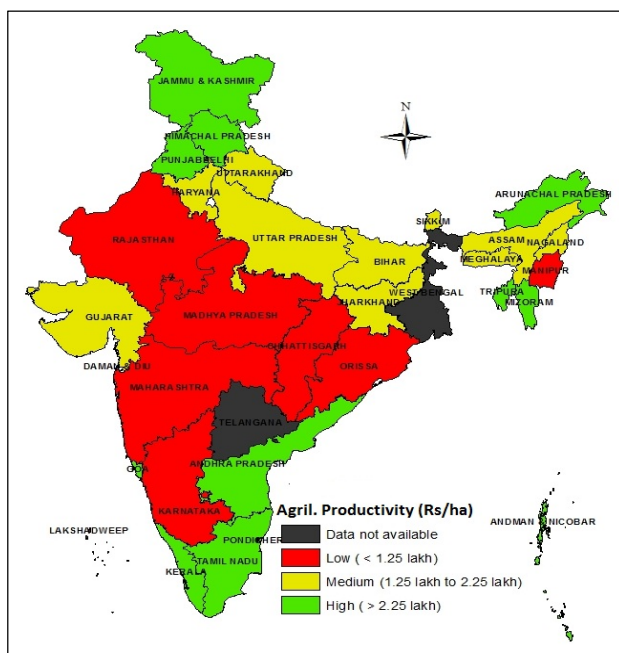 JAMMU & KASHMIR
N
HIMACHAL PRADESH
PUNJAB
DELHI
UTTARAKHAND
HARYANA
ARUNACHAL PRADESH
RAJASTHAN
UTTAR PRADESH
SIKKIM
ASSAM
NAGALAND
BIHAR
MEGHALAYA
MANIPUR
JHARKHAND
WEST BENGAL
TRIPURA
MIZORAM
GUJARAT
MADHYA PRADESH
CHHATTISGARH
DAMAN & DIU
ORISSA
MAHARASHTRA
TELANGANA
GOA
ANDHRA PRADESH
KARNATAKA
Agril. Productivity (Rs/ha)
Data not available
Low ( < 1.25 lakh)
Medium (1.25 lakh to 2.25 lakh)
High ( > 2.25 lakh)
LAKSHADWEEP
ANDMAN
NICOBAR
PONDICHER
TAMIL NADU
KERALA